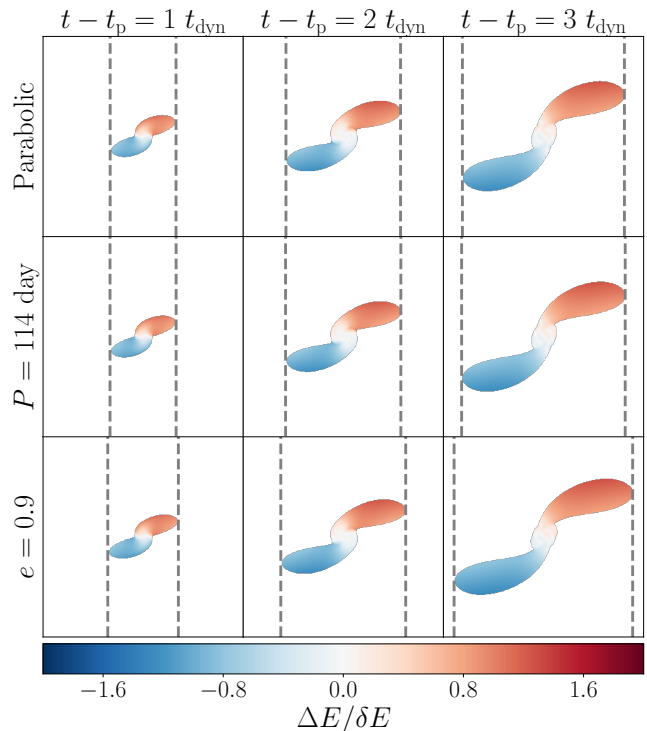 t − t_p = 1 t_dyn
t − t_p = 2 t_dyn
t − t_p = 3 t_dyn
Parabolic
P = 114 day
e = 0.9
−1.6
−0.8
0.0
0.8
1.6
ΔE/δE